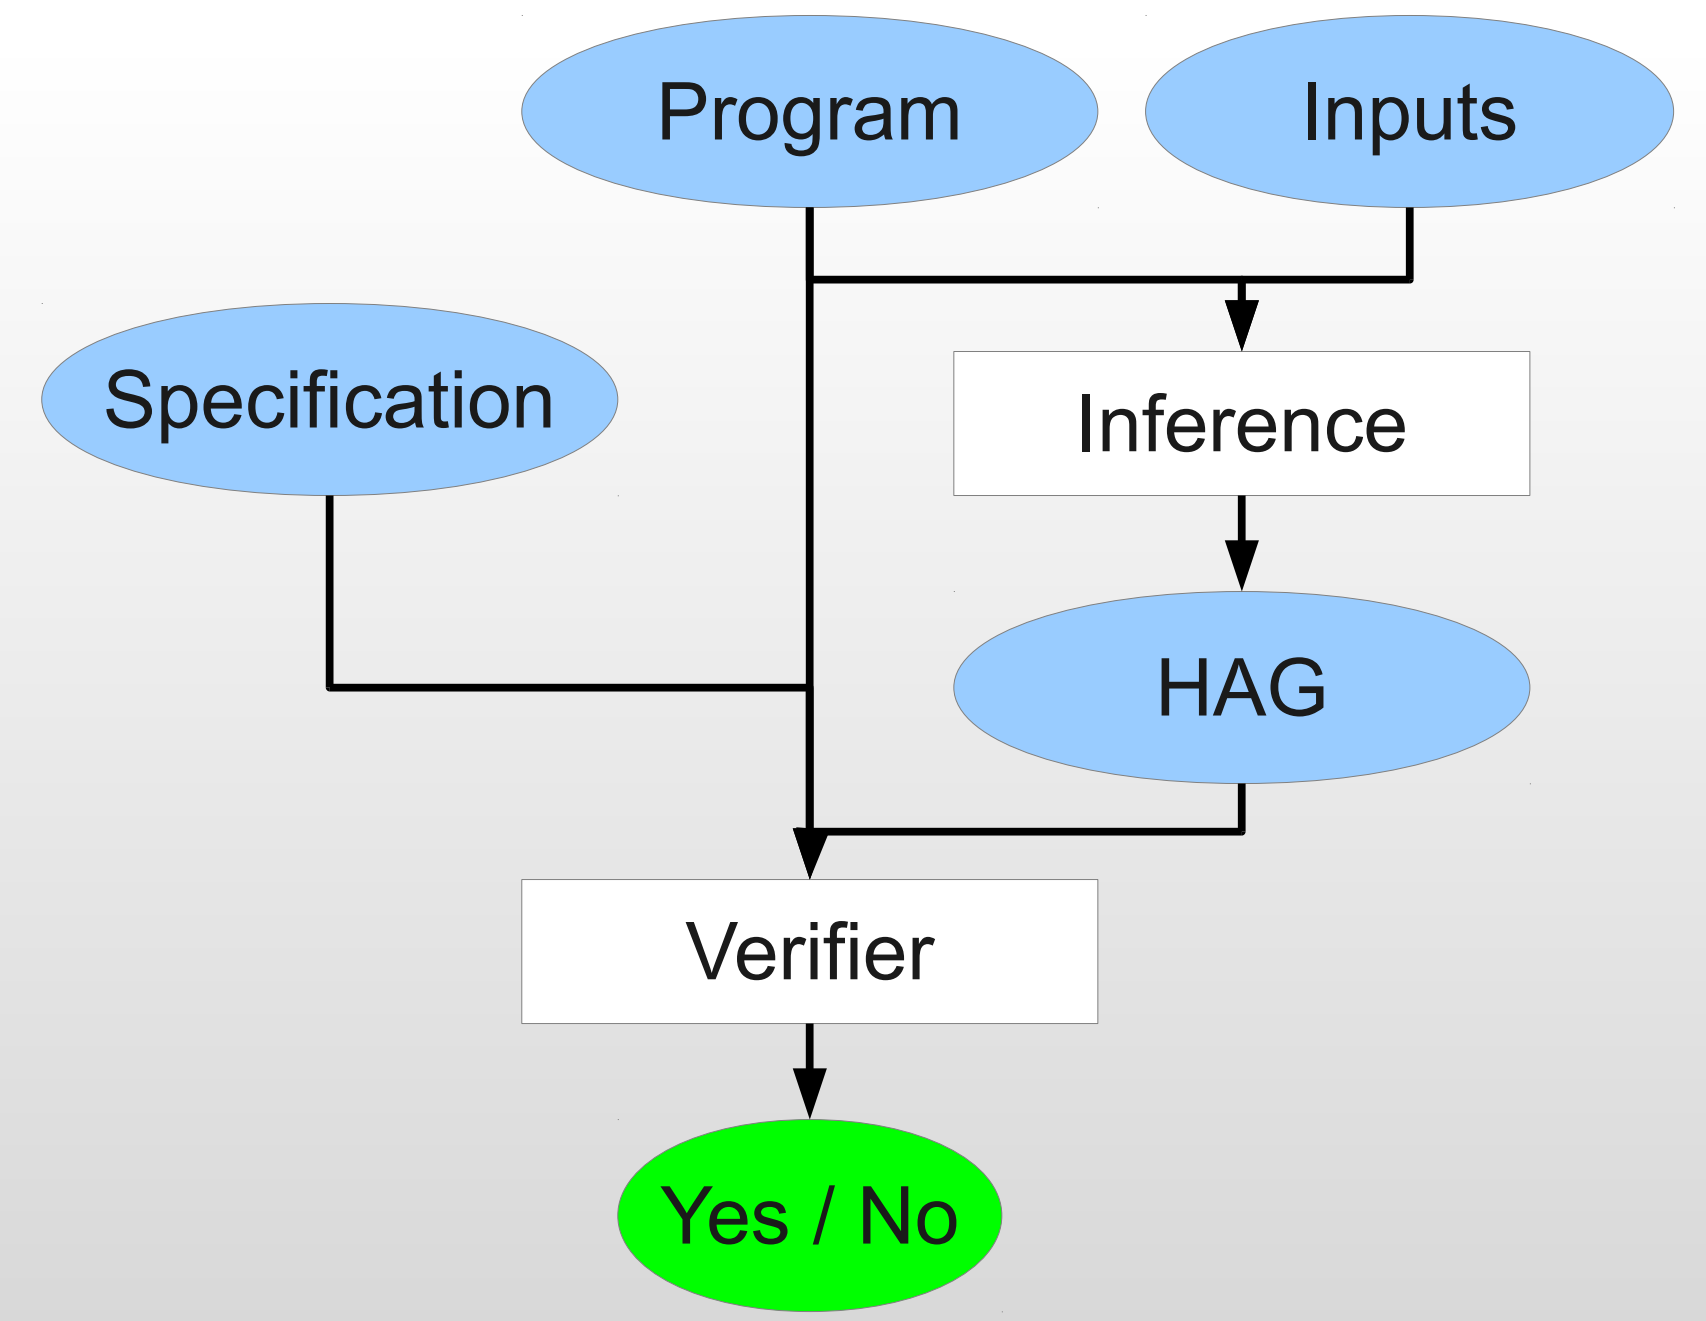 Program
Inputs
Specification
Inference
HAG
Verifier
Yes / No